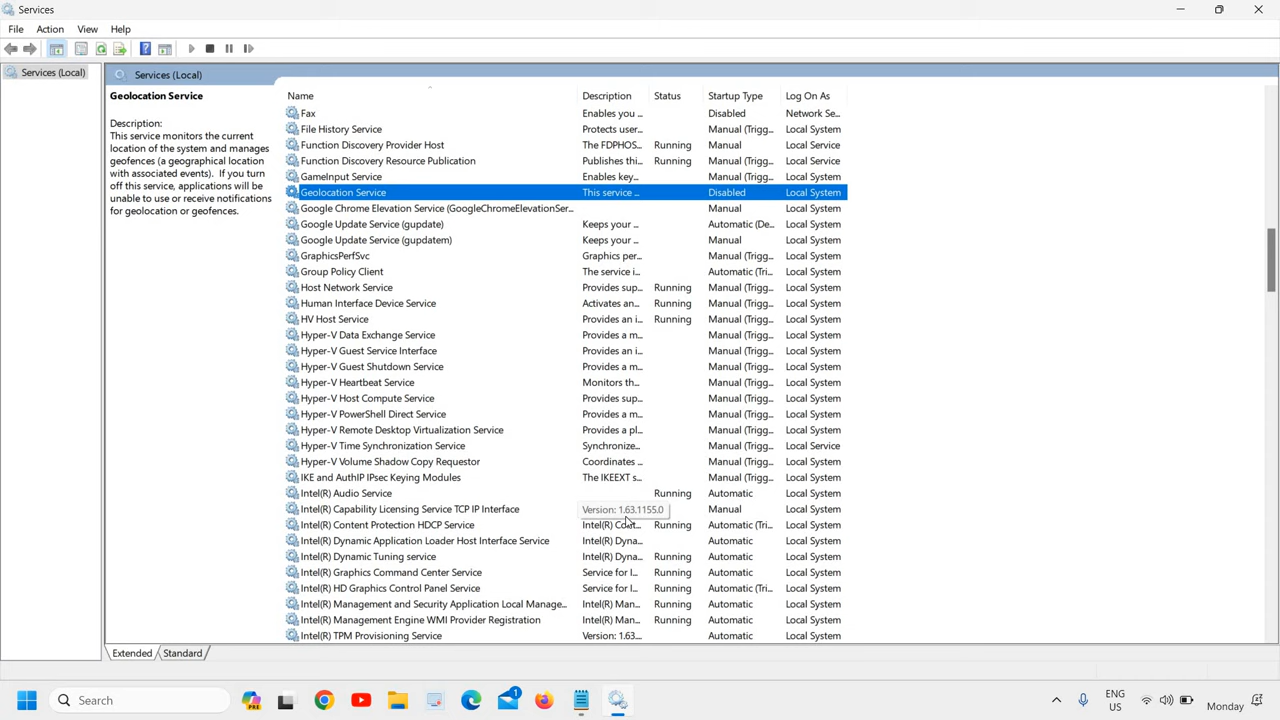 Services
File Action View Help
Services (Local)
Services (Local)
Geolocation Service
Description:
This service monitors the current
location of the system and manages
geofences (a geographical location
with associated events). If you turn
off this service, applications will be
unable to use or receive notifications
for geolocation or geofences.
Name Description Status Startup Type Log On As
Fax Enables you ... Disabled Network Se...
File History Service Protects user... Manual (Trigg... Local System
Function Discovery Provider Host The FDPHOS... Running Manual Local Service
Function Discovery Resource Publication Publishes thi... Running Manual (Trigg... Local Service
GameInput Service Enables key... Manual (Trigg... Local System
Geolocation Service This service ... Disabled Local System
Google Chrome Elevation Service (GoogleChromeElevationSer... Manual Local System
Google Update Service (gupdate) Keeps your ... Automatic (De... Local System
Google Update Service (gupdatem) Keeps your ... Manual Local System
GraphicsPerfSvc Graphics per... Manual (Trigg... Local System
Group Policy Client The service i... Automatic (Tri... Local System
Host Network Service Provides sup... Running Manual (Trigg... Local System
Human Interface Device Service Activates an... Running Manual (Trigg... Local System
HV Host Service Provides an i... Running Manual (Trigg... Local System
Hyper-V Data Exchange Service Provides a m... Manual (Trigg... Local System
Hyper-V Guest Service Interface Provides an i... Manual (Trigg... Local System
Hyper-V Guest Shutdown Service Provides a m... Manual (Trigg... Local System
Hyper-V Heartbeat Service Monitors th... Manual (Trigg... Local System
Hyper-V Host Compute Service Provides sup... Manual (Trigg... Local System
Hyper-V PowerShell Direct Service Provides a m... Manual (Trigg... Local System
Hyper-V Remote Desktop Virtualization Service Provides a pl... Manual (Trigg... Local System
Hyper-V Time Synchronization Service Synchronize... Manual (Trigg... Local Service
Hyper-V Volume Shadow Copy Requestor Coordinates ... Manual (Trigg... Local System
IKE and AuthIP IPsec Keying Modules The IKEEXT s... Manual (Trigg... Local System
Intel(R) Audio Service Running Automatic Local System
Intel(R) Capability Licensing Service TCP IP Interface Version: 1.63.1155.0 Manual Local System
Intel(R) Content Protection HDCP Service Intel(R) Con... Running Automatic (Tri... Local System
Intel(R) Dynamic Application Loader Host Interface Service Intel(R) Dyna... Automatic Local System
Intel(R) Dynamic Tuning service Intel(R) Dyna... Running Automatic Local System
Intel(R) Graphics Command Center Service Service for I... Running Automatic Local System
Intel(R) HD Graphics Control Panel Service Service for I... Running Automatic (Tri... Local System
Intel(R) Management and Security Application Local Manage... Intel(R) Man... Running Automatic Local System
Intel(R) Management Engine WMI Provider Registration Intel(R) Man... Running Automatic Local System
Intel(R) TPM Provisioning Service Version: 1.63.... Automatic Local System
Extended Standard
Search
PRE
1
ENG
US
Monday